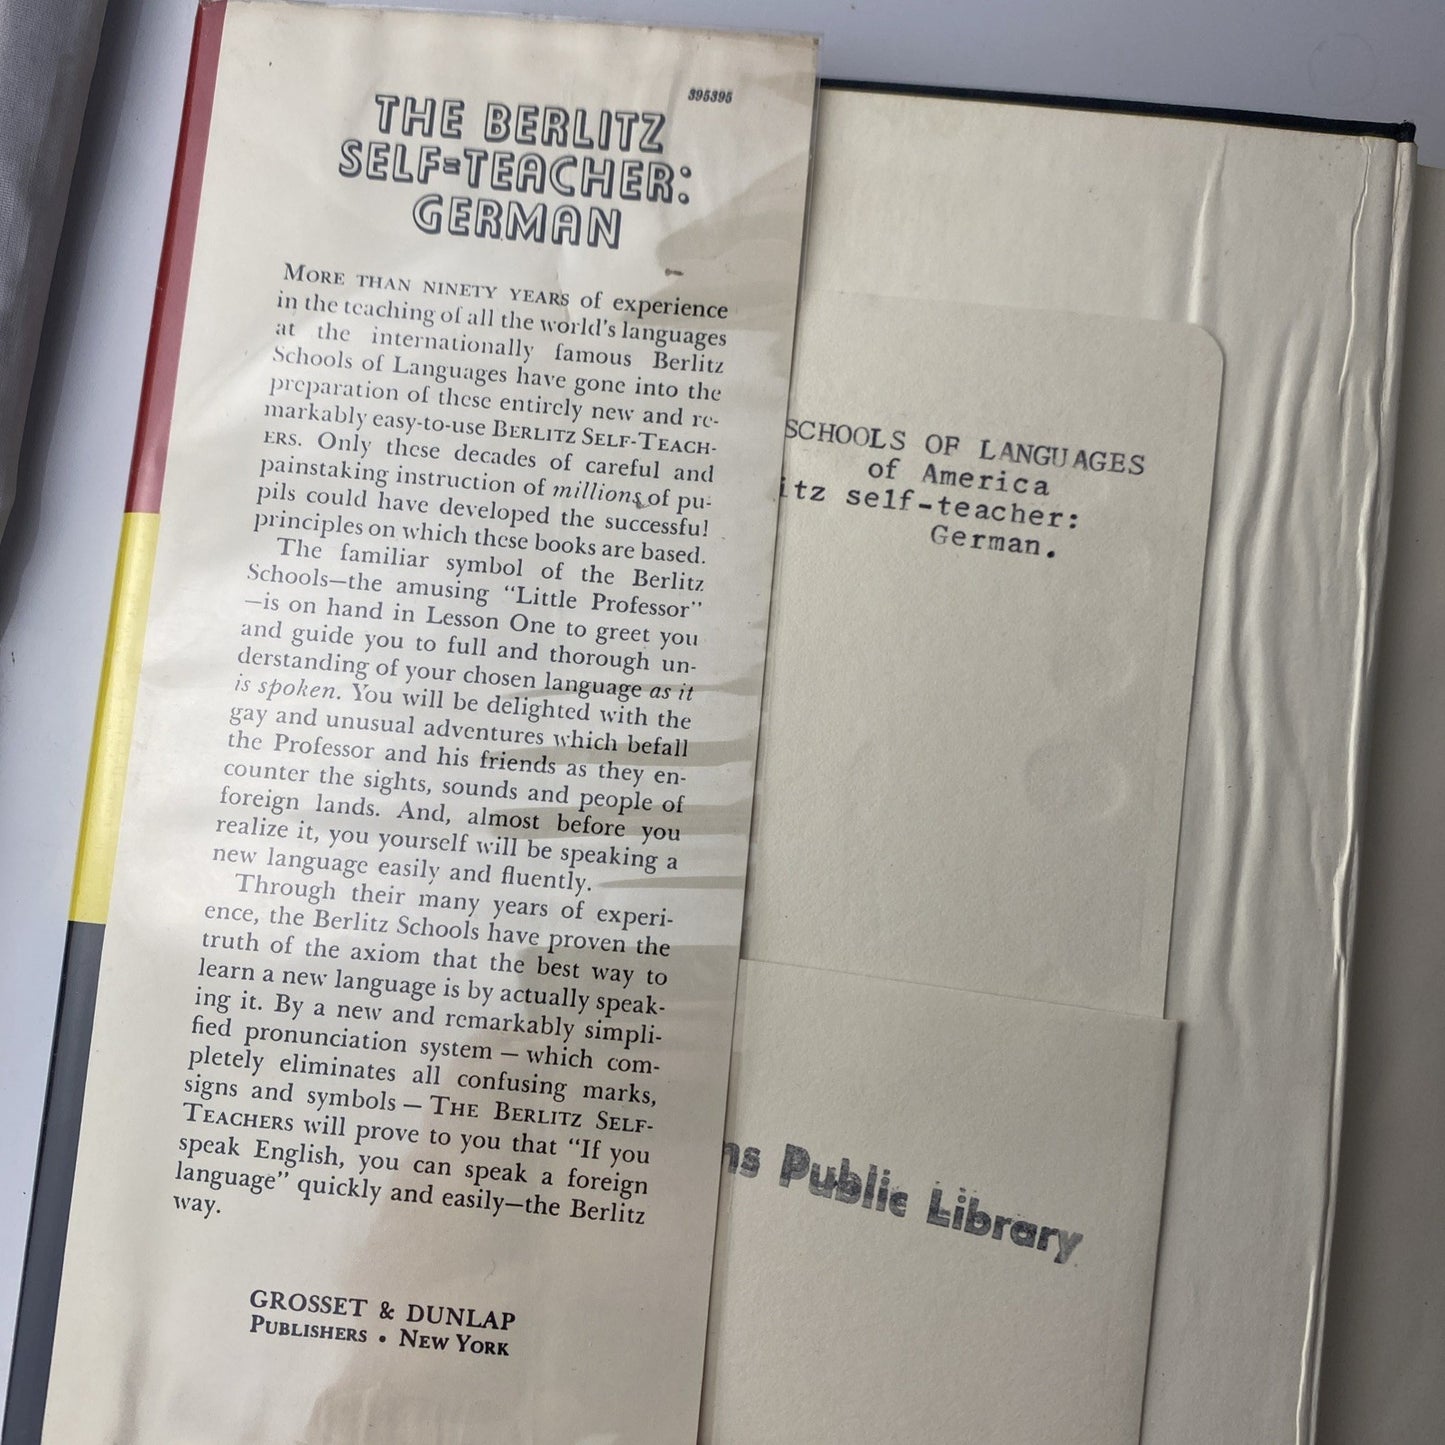 395395
THE BERLITZ
SELF-TEACHER:
GERMAN
MORE THAN NINETY YEARS of experience
in the teaching of all the world's languages
at the internationally famous Berlitz
Schools of Languages have gone into the
preparation of these entirely new and re-
markably easy-to-use BERLITZ SELF-TEACH-
ERS. Only these decades of careful and
painstaking instruction of millions of pu-
pils could have developed the successful
principles on which these books are based.
The familiar symbol of the Berlitz
Schools—the amusing "Little Professor"
—is on hand in Lesson One to greet you
and guide you to full and thorough un-
derstanding of your chosen language as it
is spoken. You will be delighted with the
gay and unusual adventures which befall
the Professor and his friends as they en-
counter the sights, sounds and people of
foreign lands. And, almost before you
realize it, you yourself will be speaking a
new language easily and fluently.
Through their many years of experi-
ence, the Berlitz Schools have proven the
truth of the axiom that the best way to
learn a new language is by actually speak-
ing it. By a new and remarkably simpli-
fied pronunciation system — which com-
pletely eliminates all confusing marks,
signs and symbols — THE BERLITZ SELF-
TEACHERS will prove to you that "If you
speak English, you can speak a foreign
language" quickly and easily—the Berlitz
way.
GROSSET & DUNLAP
PUBLISHERS • NEW YORK
SCHOOLS OF LANGUAGES
of America
itz self-teacher:
German.
ns Public Library